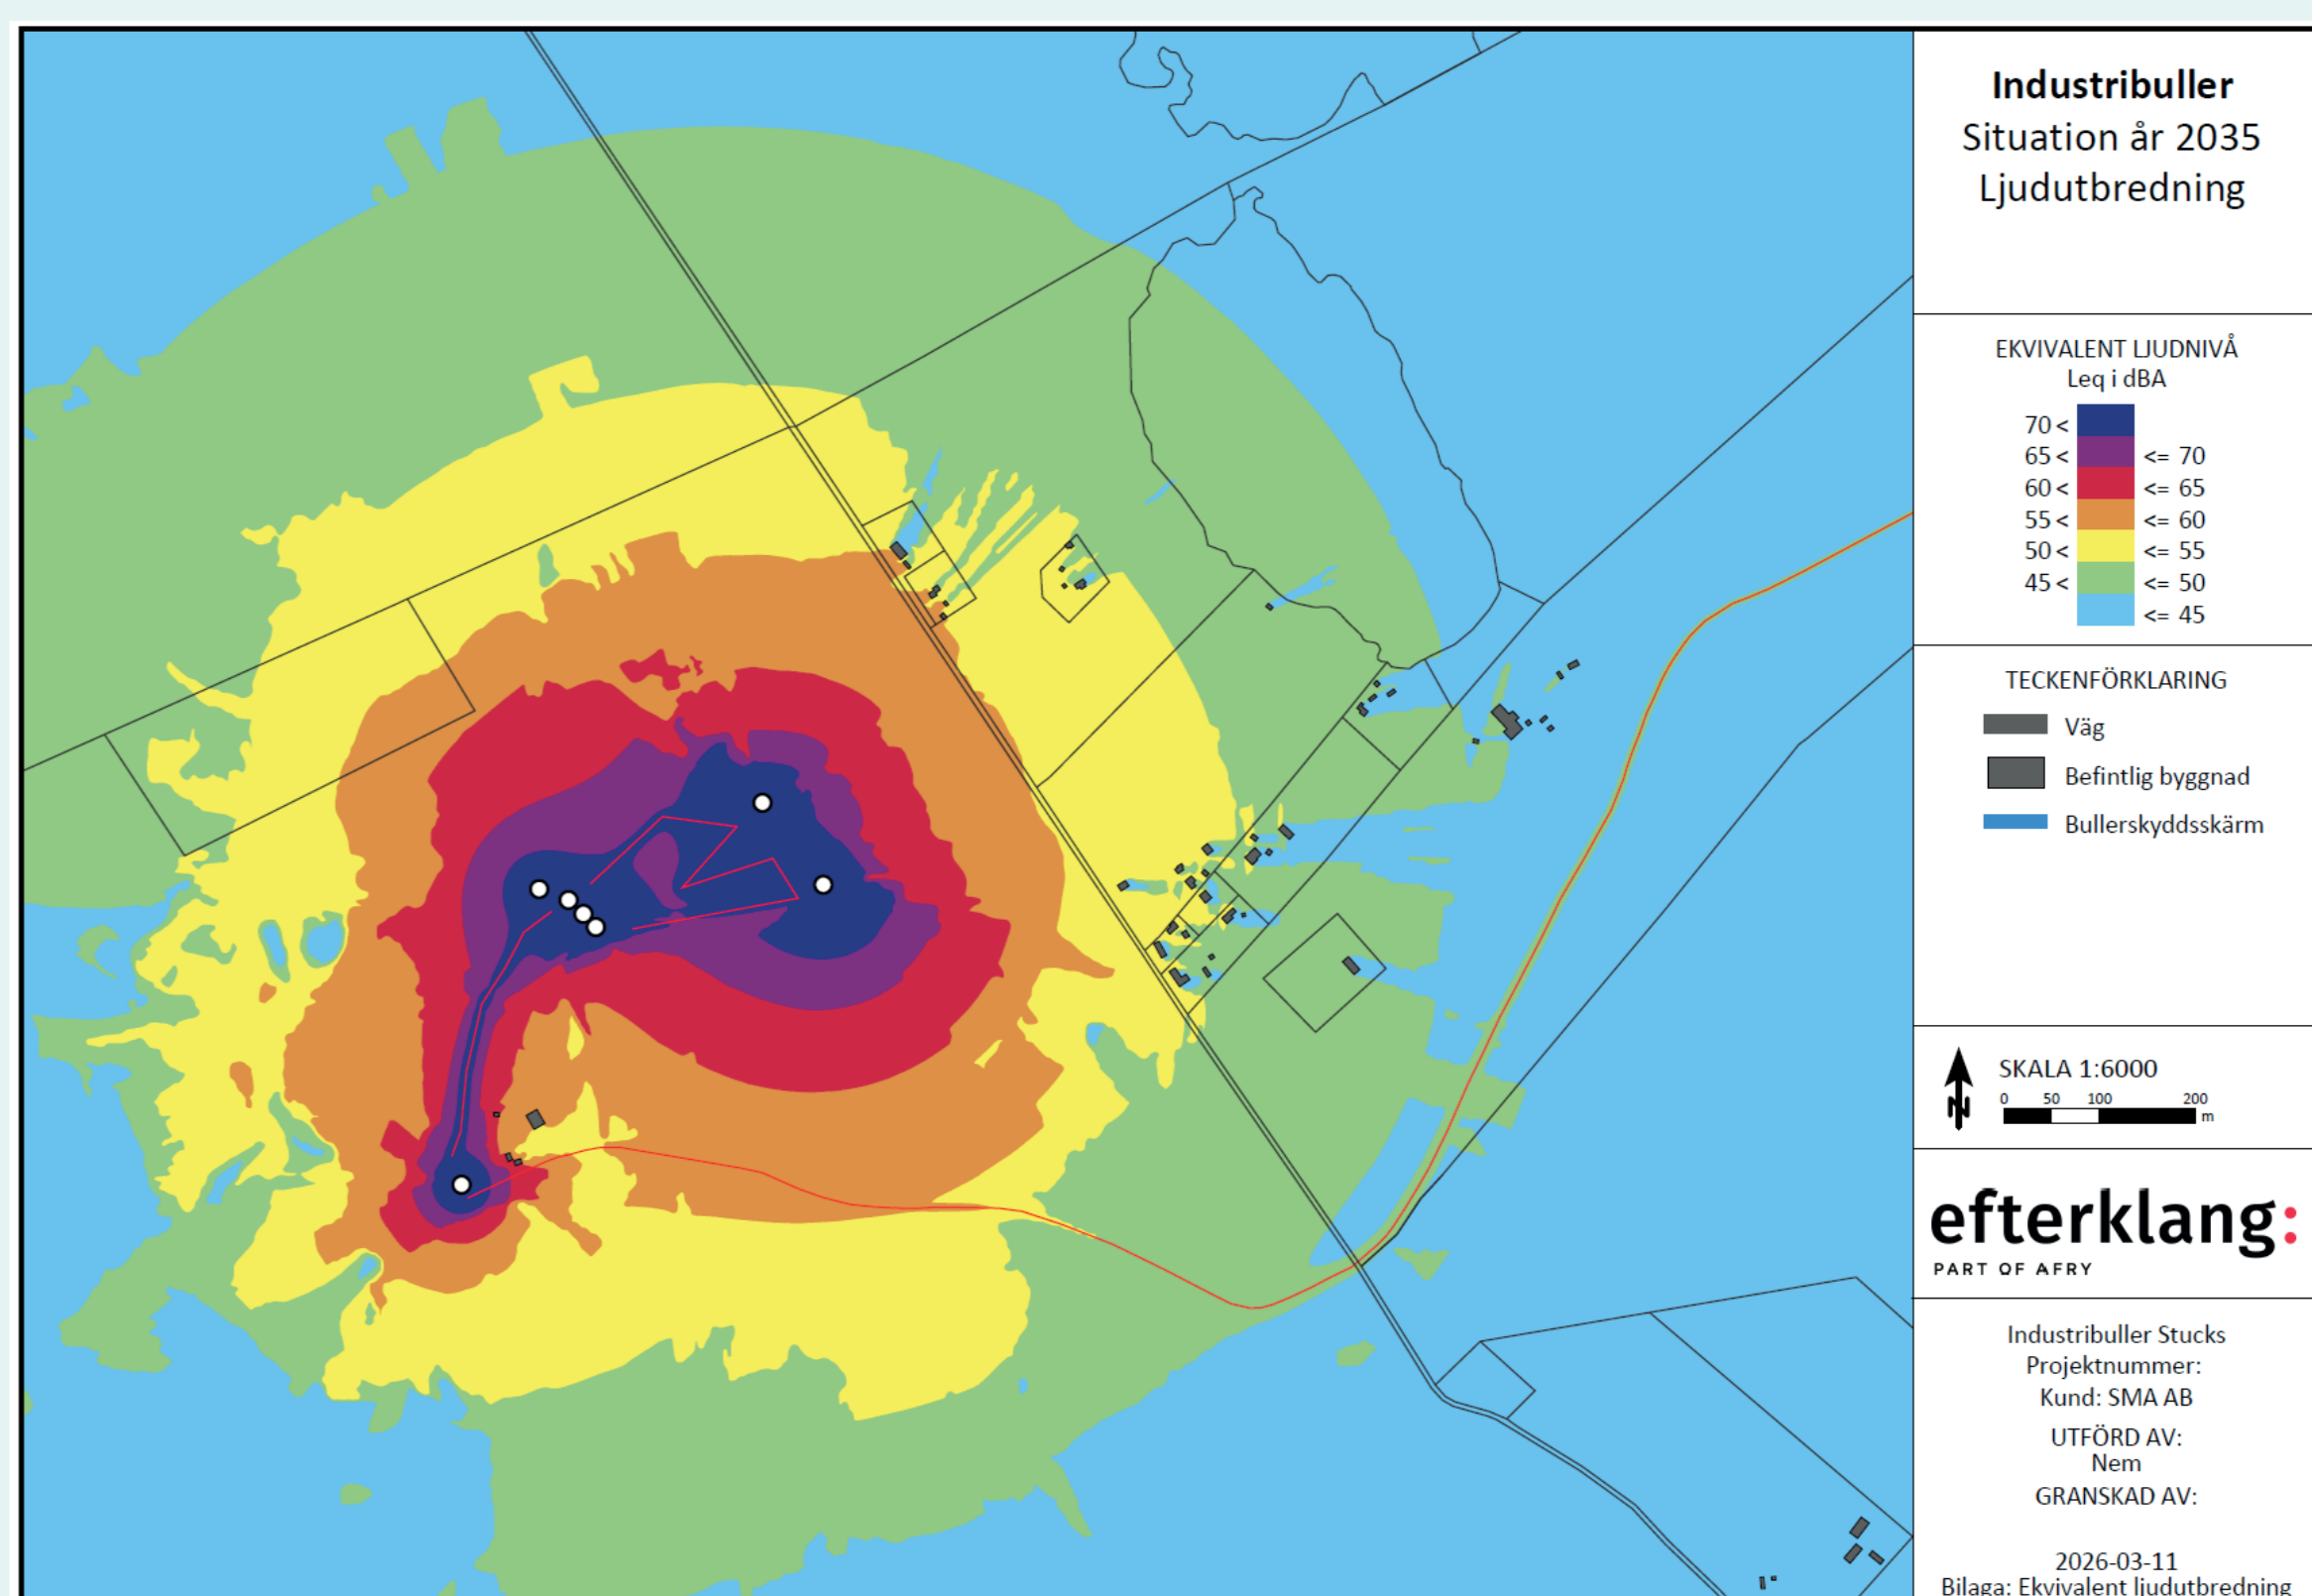 Industribuller
Situation år 2035
Ljudutbredning
EKVIVALENT LJUDNIVÅ
Leq i dBA
70 <
65 < <= 70
60 < <= 65
55 < <= 60
50 < <= 55
45 < <= 50
<= 45
TECKENFÖRKLARING
Väg
Befintlig byggnad
Bullerskyddsskärm
N
SKALA 1:6000
0 50 100 200
m
efterklang:
PART OF AFRY
Industribuller Stucks
Projektnummer:
Kund: SMA AB
UTFÖRD AV:
Nem
GRANSKAD AV:
2026-03-11
Bilaga: Ekvivalent ljudutbredning